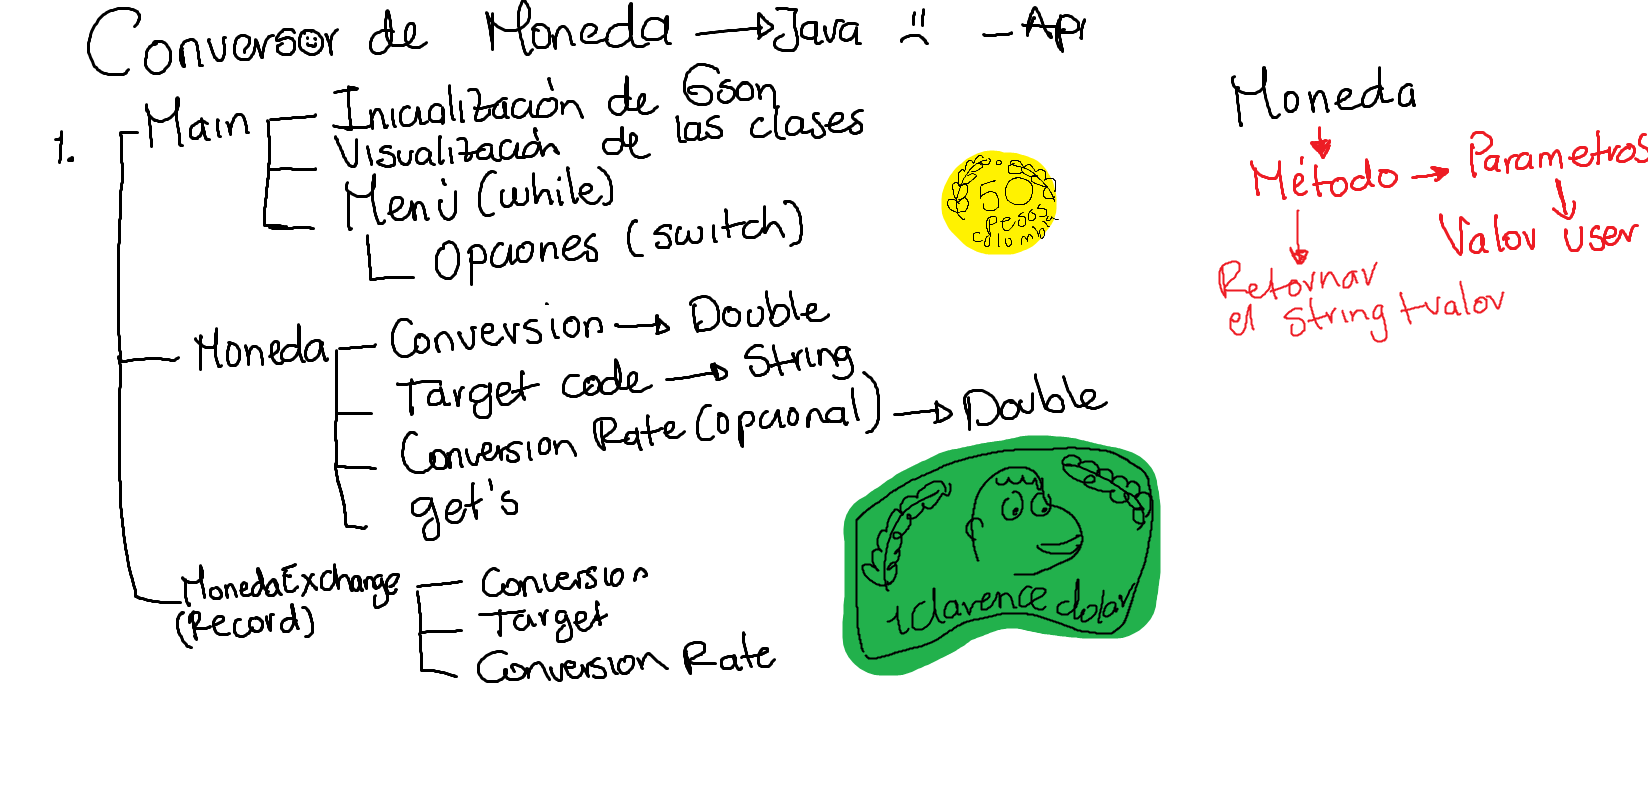 Conversor de Moneda → Java :( - Api
1.
Main
Inicialización de Gson
Visualización de las clases
Menú (while)
Opciones (switch)
Moneda
Conversion → Double
Target code → String
Conversion Rate (opcional) → Double
get's
MonedaExchange
(Record)
Conversion
Target
Conversion Rate
50
pesos
colombia
1 Clarence dolar
Moneda
Método → Parametros
Valor user
Retornar
el string + valor